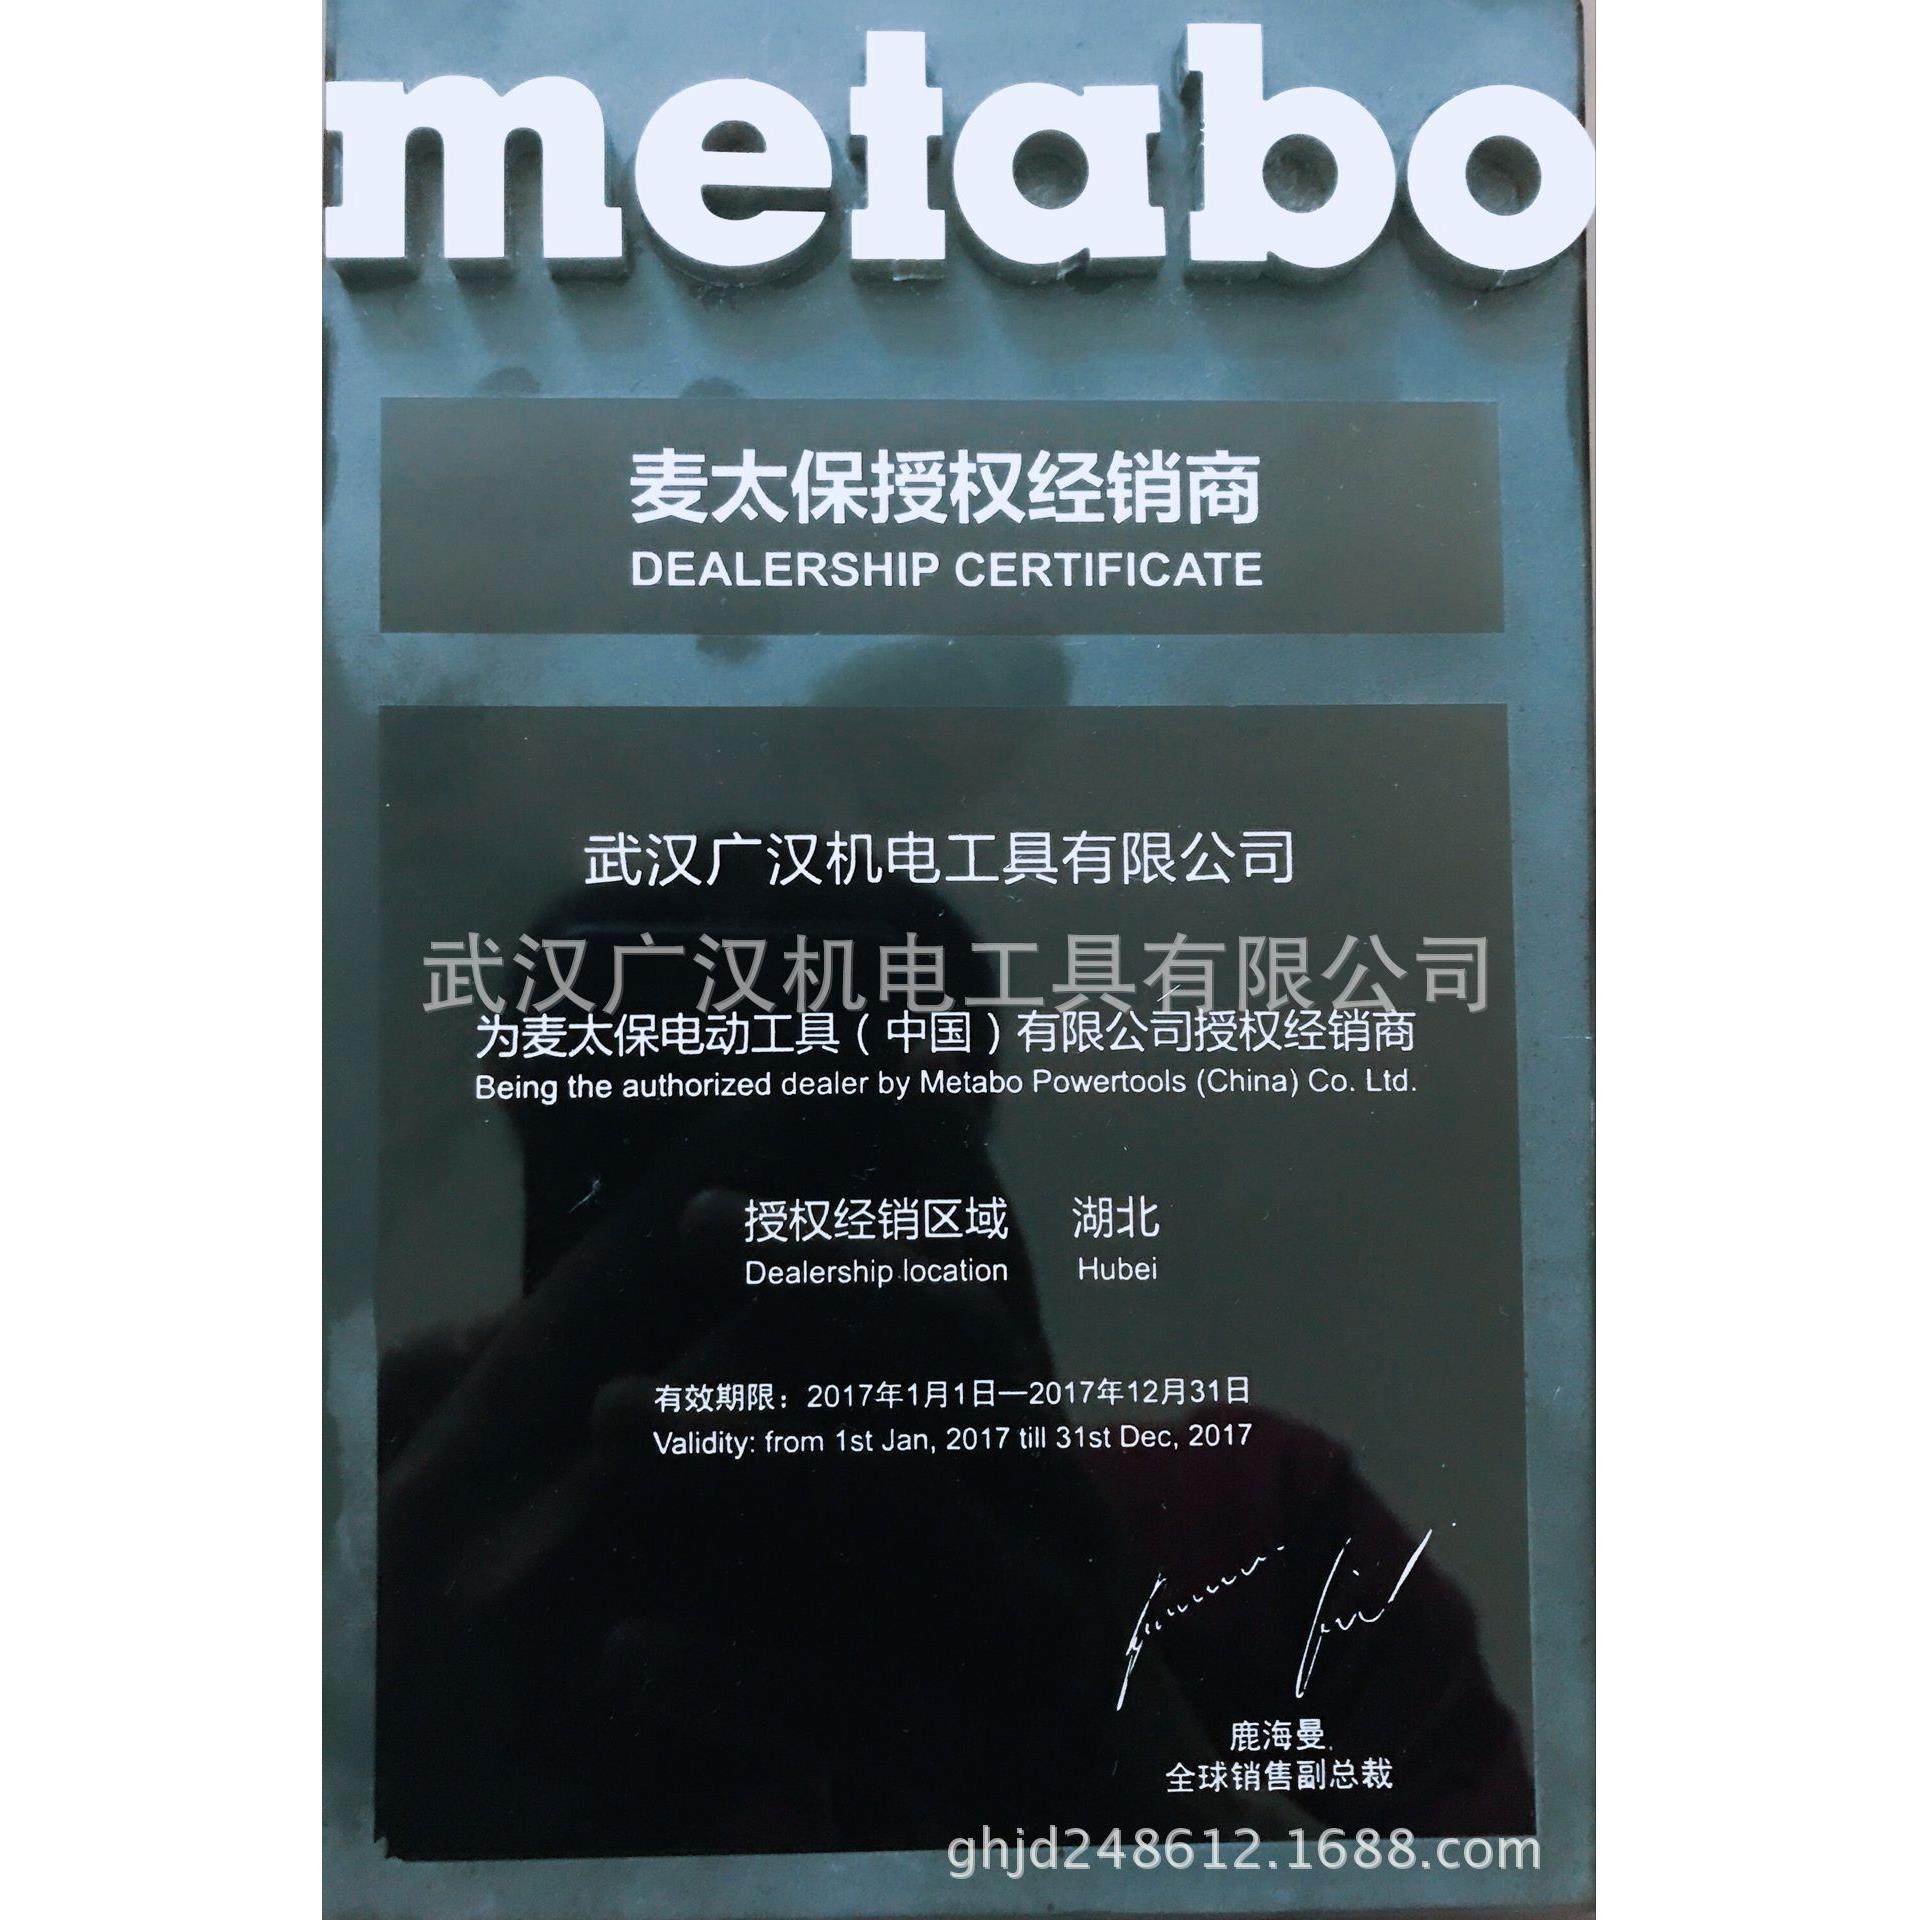 metabo
麦太保授权经销商
DEALERSHIP CERTIFICATE
武汉广汉机电工具有限公司
武汉广汉机电工具有限公司
为麦太保电动工具（中国）有限公司授权经销商
Being the authorized dealer by Metabo Powertools (China) Co. Ltd.
授权经销区域 湖北
Dealership location Hubei
有效期限：2017年1月1日—2017年12月31日
Validity: from 1st Jan, 2017 till 31st Dec, 2017
鹿海曼
全球销售副总裁
ghjd248612.1688.com